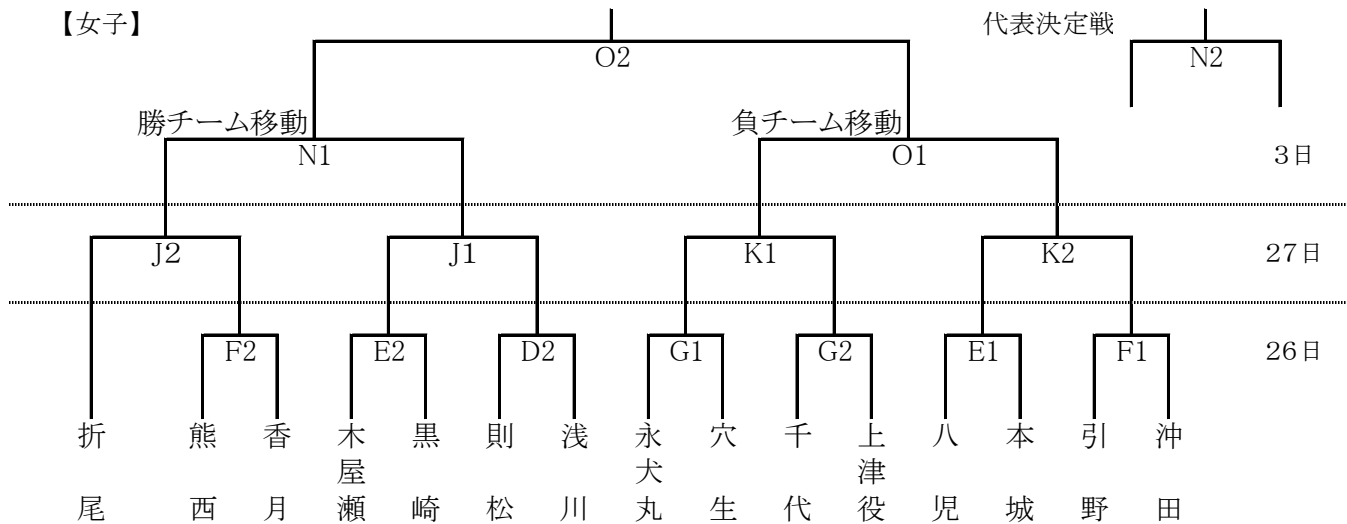 【女子】
代表決定戦
O2
N2
勝チーム移動
負チーム移動
N1
O1
3日
J2
J1
K1
K2
27日
F2
E2
D2
G1
G2
E1
F1
26日
折尾
熊西
香月
木屋瀬
黒崎
則松
浅川
永犬丸
穴生
千代
上津役
八児
本城
引野
沖田